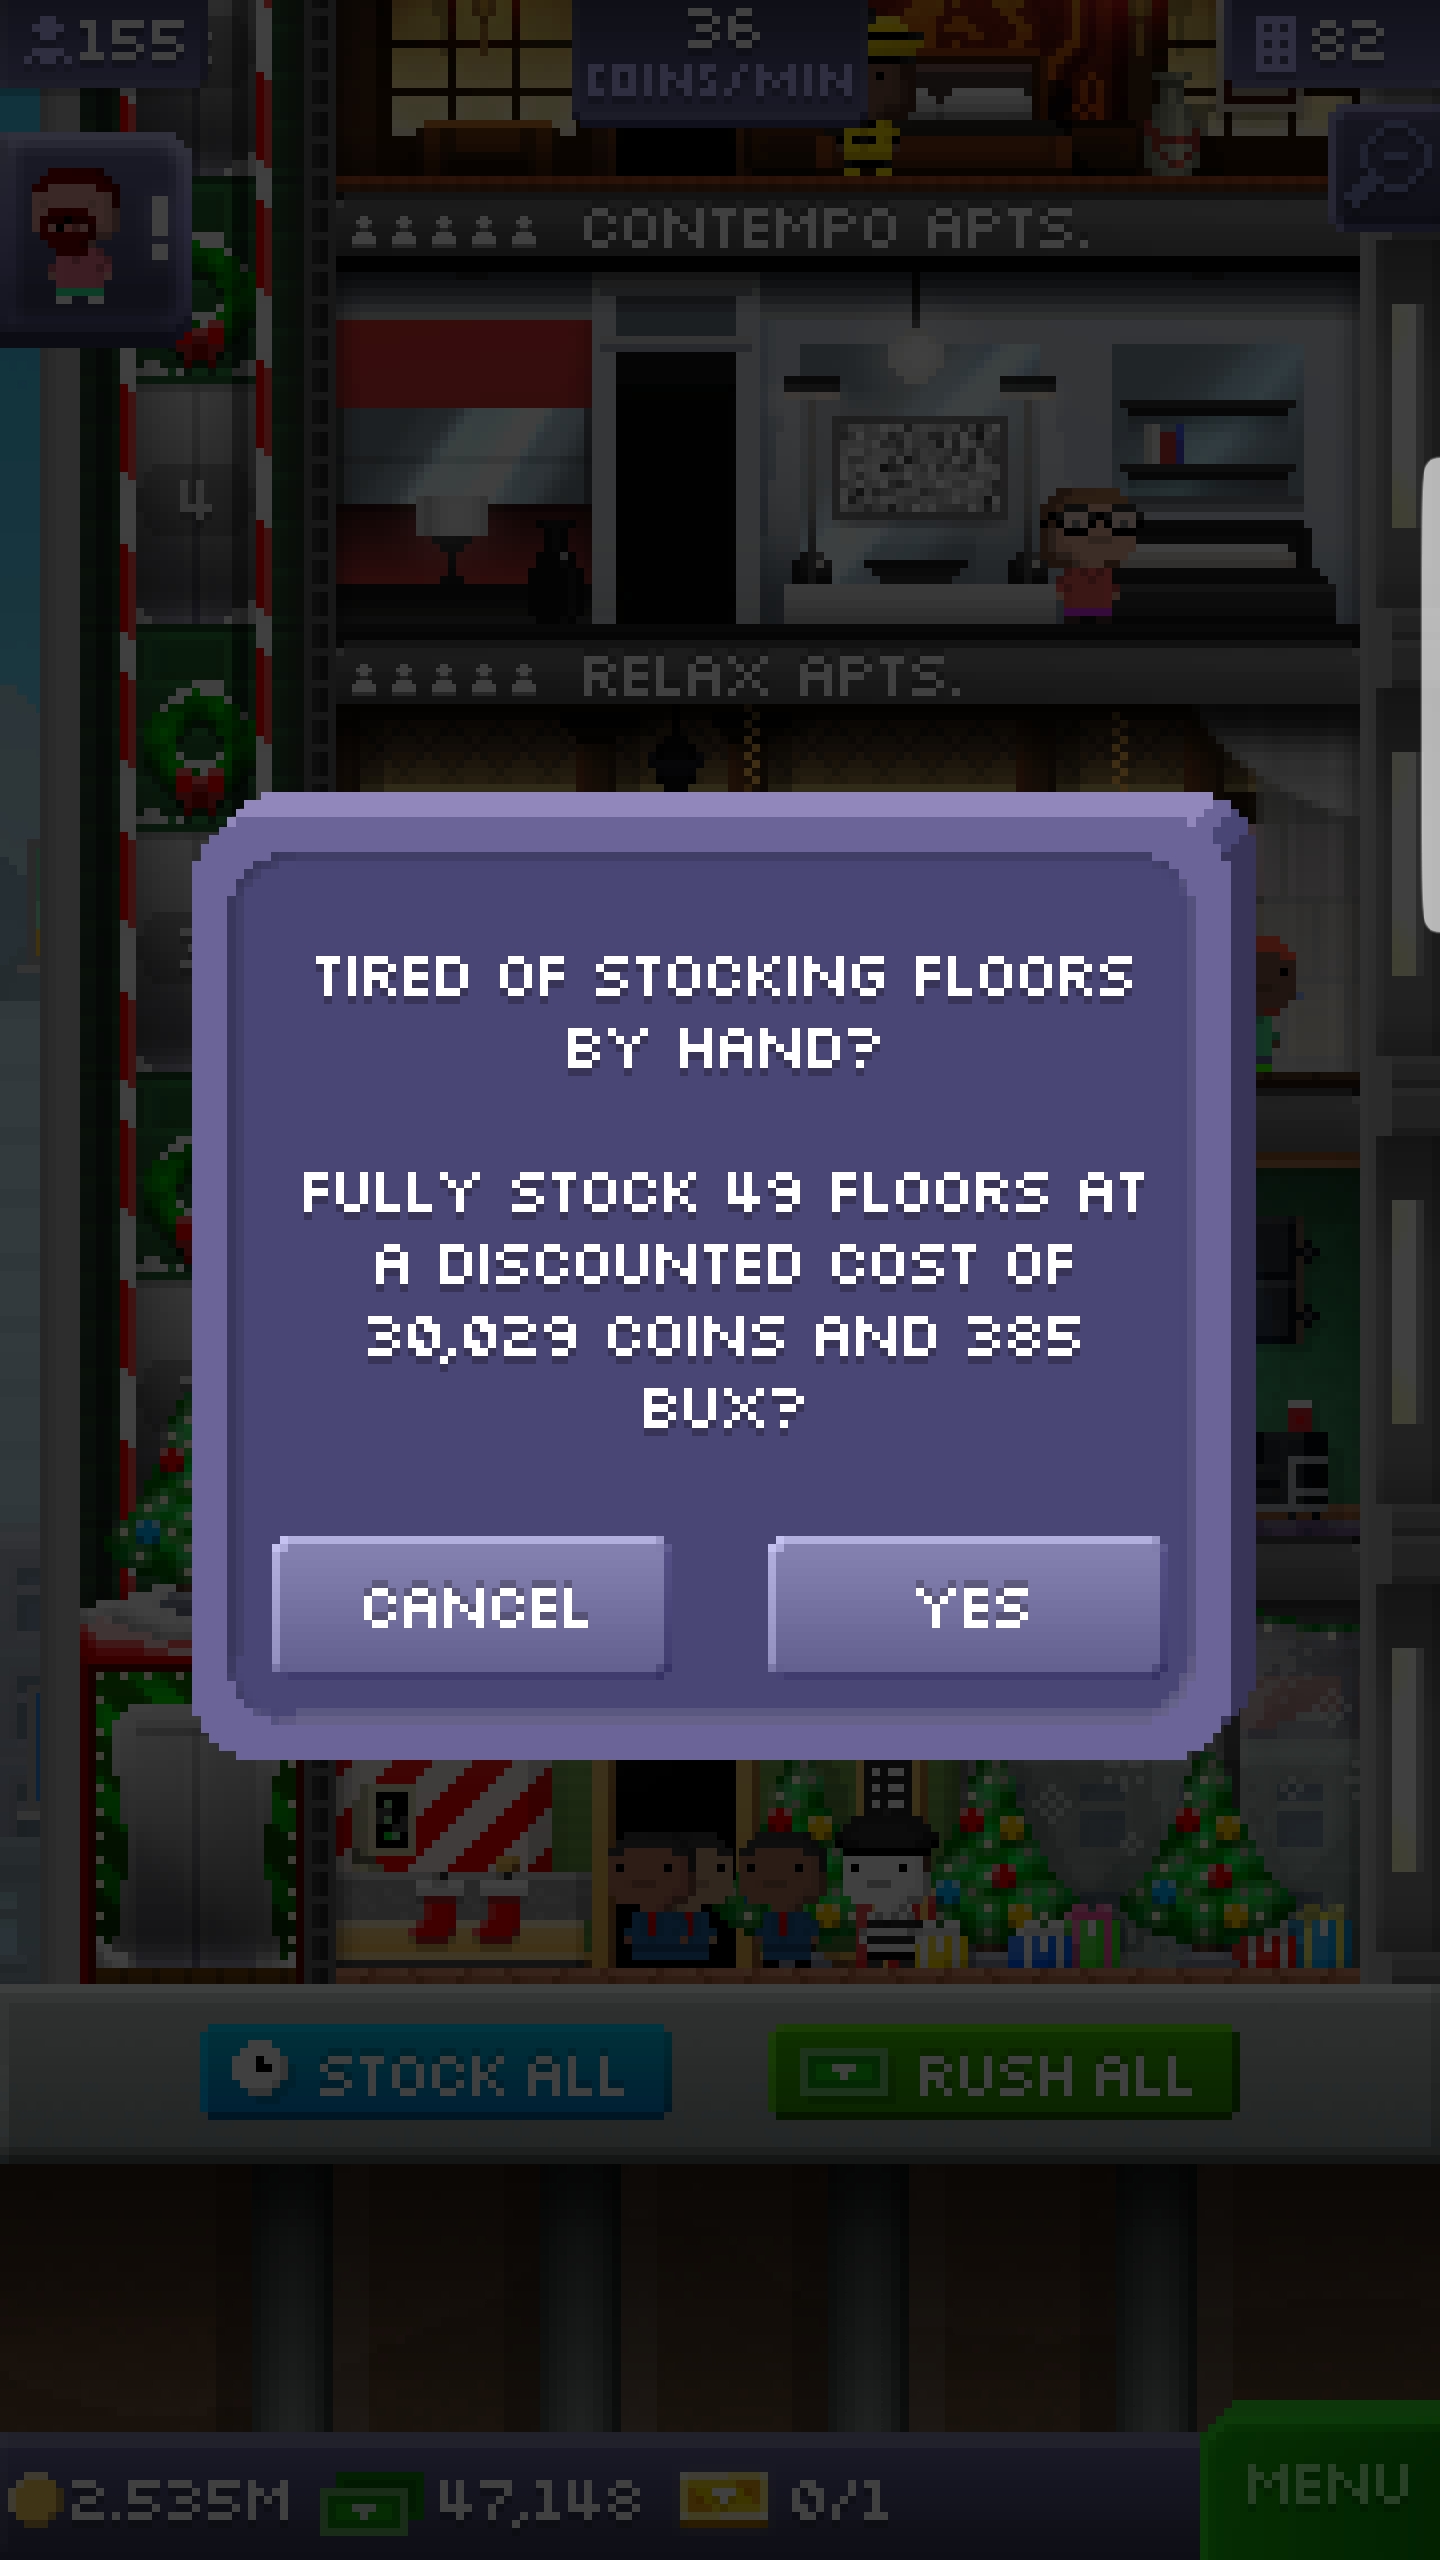 155
36
COINS/MIN
82
!
CONTEMPO APTS.
4
RELAX APTS.
TIRED OF STOCKING FLOORS
BY HAND?
FULLY STOCK 49 FLOORS AT
A DISCOUNTED COST OF
30,029 COINS AND 385
BUX?
CANCEL
YES
STOCK ALL
RUSH ALL
2.535M
47,148
0/1
MENU